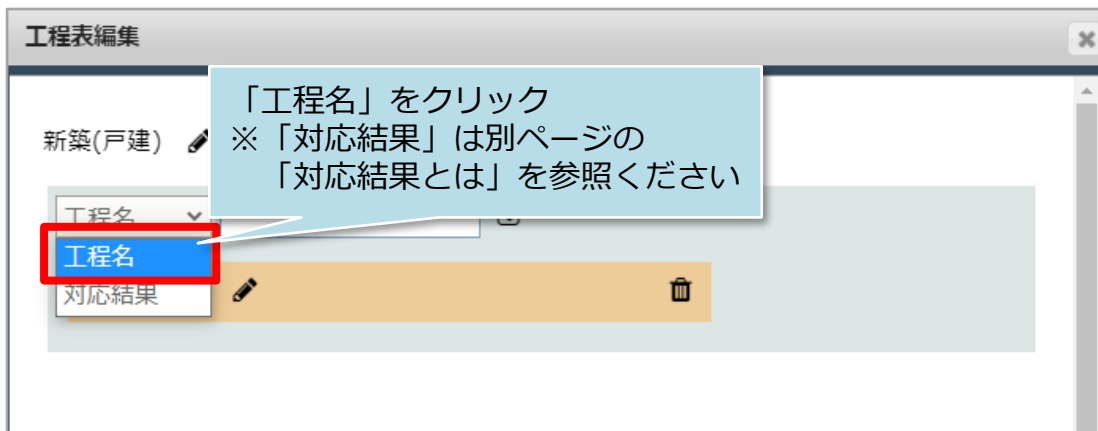 工程表編集
「工程名」をクリック
※「対応結果」は別ページの
「対応結果とは」を参照ください
新築(戸建)
工程名
工程名
対応結果